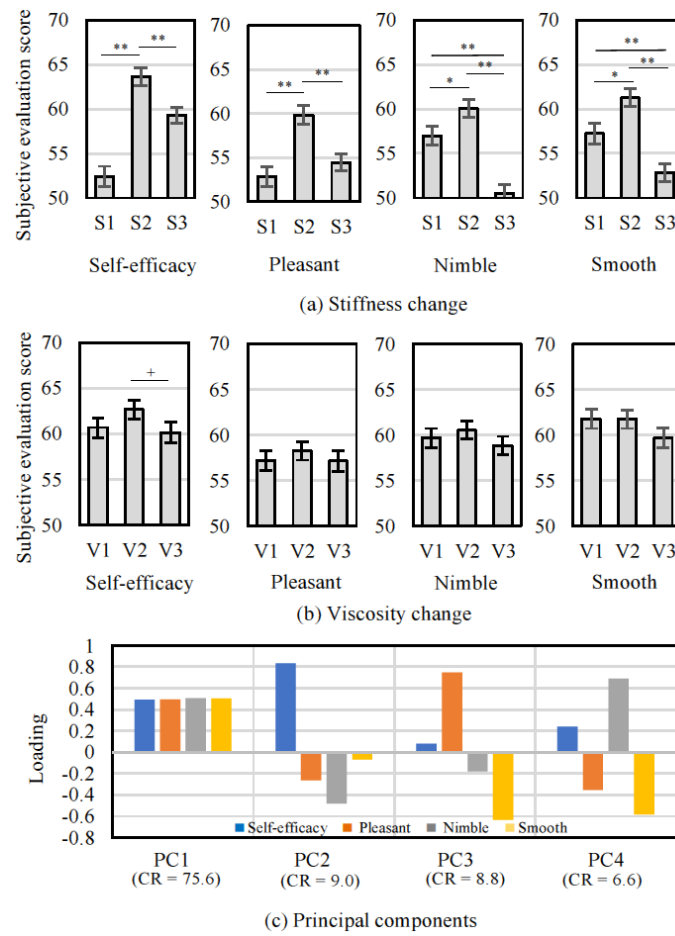 Subjective evaluation score
70 70 70 70
65 65 65 65
60 60 60 60
55 55 55 55
50 50 50 50
** ** ** ** ** * ** ** * **
S1 S2 S3 S1 S2 S3 S1 S2 S3 S1 S2 S3
Self-efficacy Pleasant Nimble Smooth
(a) Stiffness change
Subjective evaluation score
70 70 70 70
65 65 65 65
60 60 60 60
55 55 55 55
50 50 50 50
+
V1 V2 V3 V1 V2 V3 V1 V2 V3 V1 V2 V3
Self-efficacy Pleasant Nimble Smooth
(b) Viscosity change
Loading
1
0.8
0.6
0.4
0.2
0
-0.2
-0.4
-0.6
-0.8
Self-efficacy Pleasant Nimble Smooth
PC1 PC2 PC3 PC4
(CR = 75.6) (CR = 9.0) (CR = 8.8) (CR = 6.6)
(c) Principal components